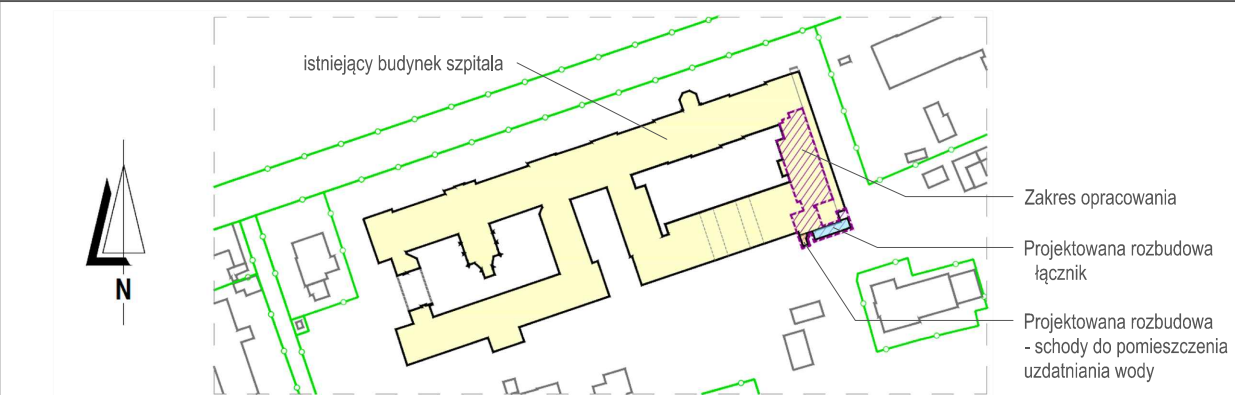 istniejący budynek szpitala
Zakres opracowania
Projektowana rozbudowa
łącznik
Projektowana rozbudowa
- schody do pomieszczenia
uzdatniania wody
N